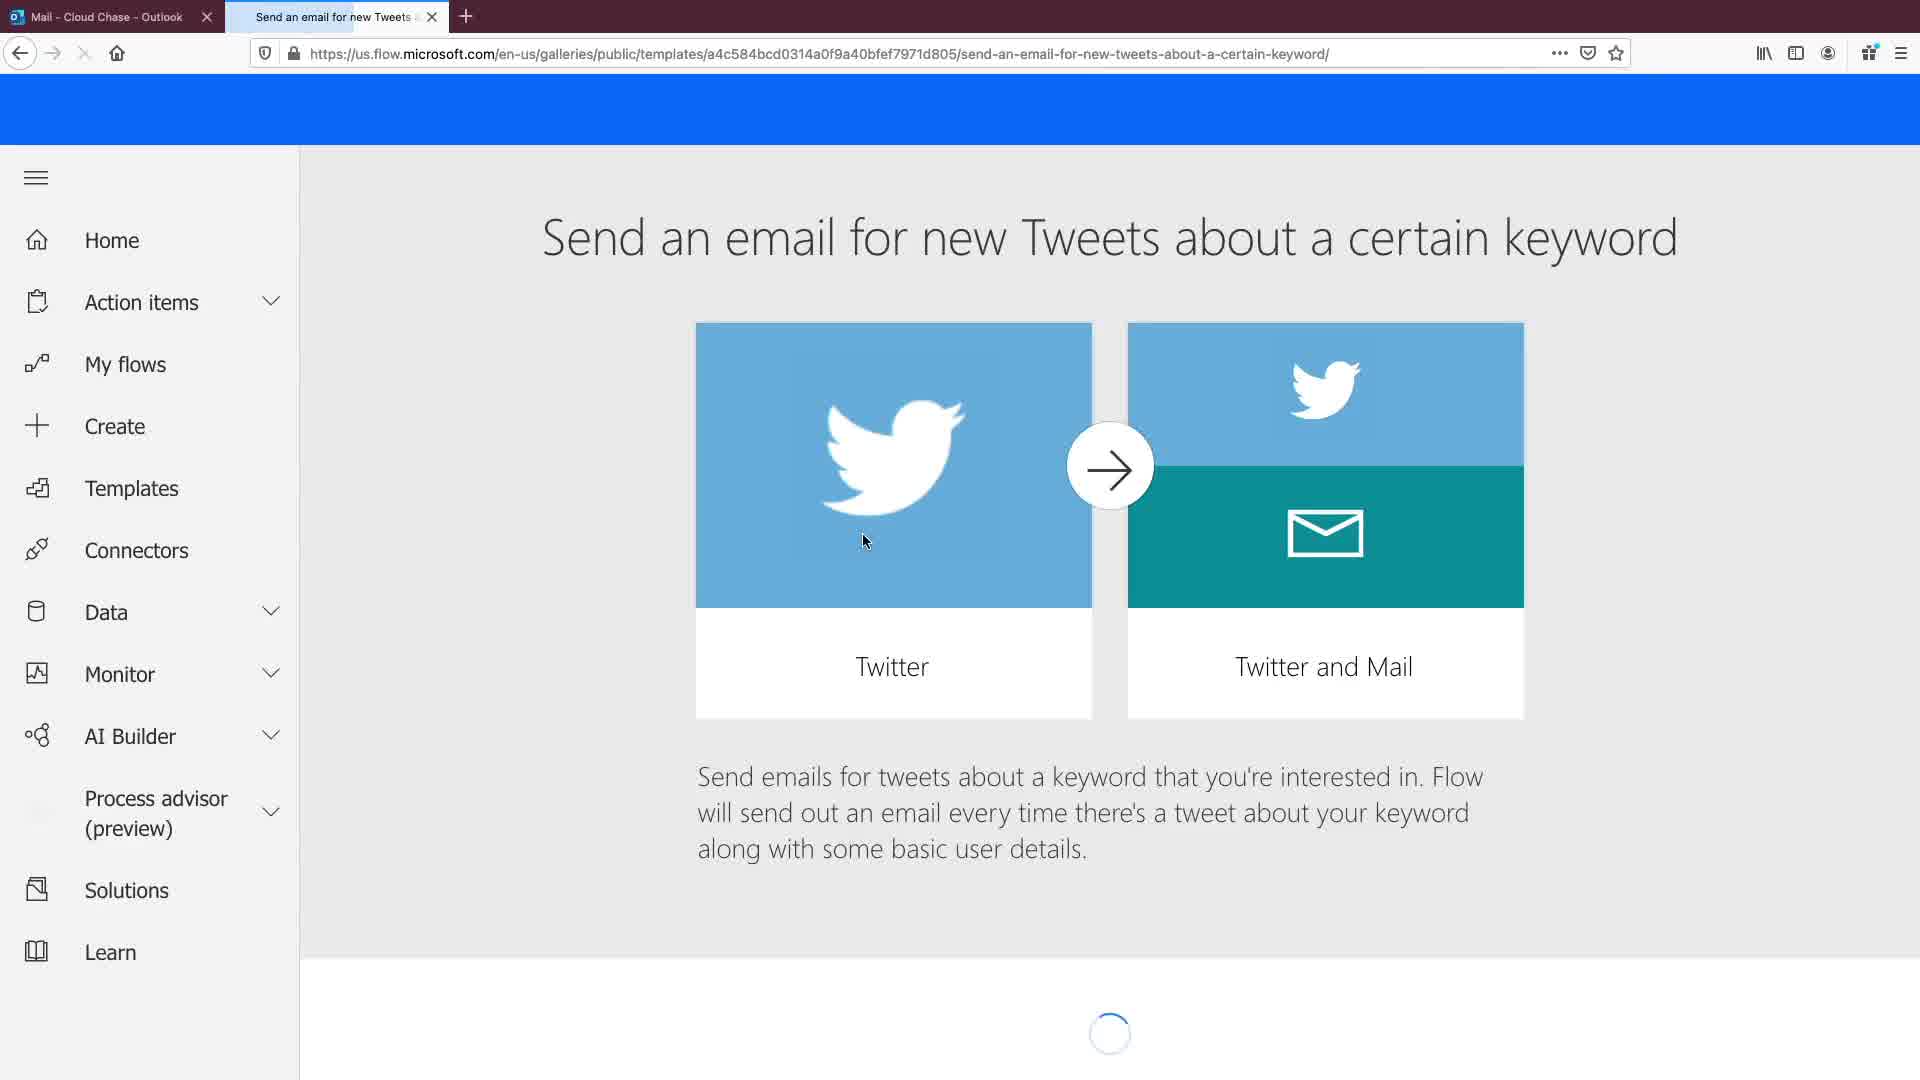 Mail - Cloud Chase - Outlook
Send an email for new Tweets a
https://us.flow.microsoft.com/en-us/galleries/public/templates/a4c584bcd0314a0f9a40bfef7971d805/send-an-email-for-new-tweets-about-a-certain-keyword/
Home
Action items
My flows
Create
Templates
Connectors
Data
Monitor
AI Builder
Process advisor
(preview)
Solutions
Learn
Send an email for new Tweets about a certain keyword
Twitter
Twitter and Mail
Send emails for tweets about a keyword that you're interested in. Flow
will send out an email every time there's a tweet about your keyword
along with some basic user details.